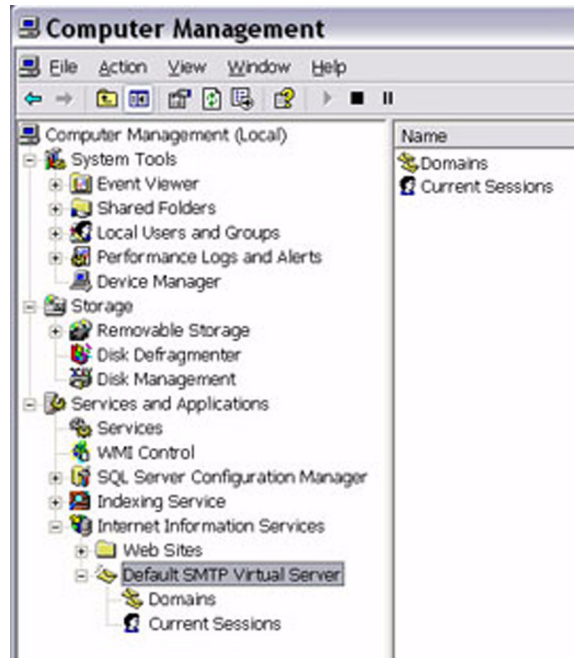 Computer Management
File Action View Window Help
Computer Management (Local)
System Tools
Event Viewer
Shared Folders
Local Users and Groups
Performance Logs and Alerts
Device Manager
Storage
Removable Storage
Disk Defragmenter
Disk Management
Services and Applications
Services
WMI Control
SQL Server Configuration Manager
Indexing Service
Internet Information Services
Web Sites
Default SMTP Virtual Server
Domains
Current Sessions
Name
Domains
Current Sessions